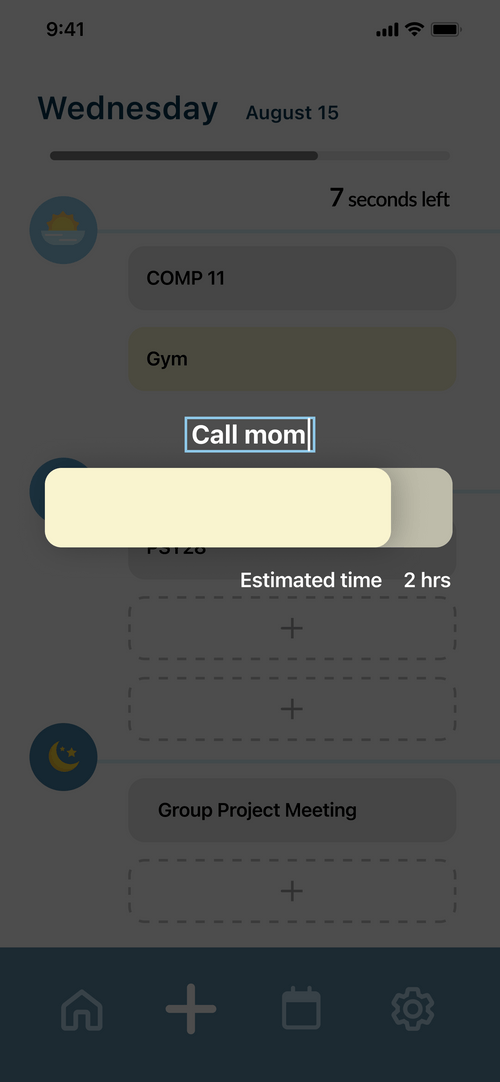 9:41
Wednesday August 15
7 seconds left
COMP 11
Gym
Call mom
Estimated time 2 hrs
Group Project Meeting